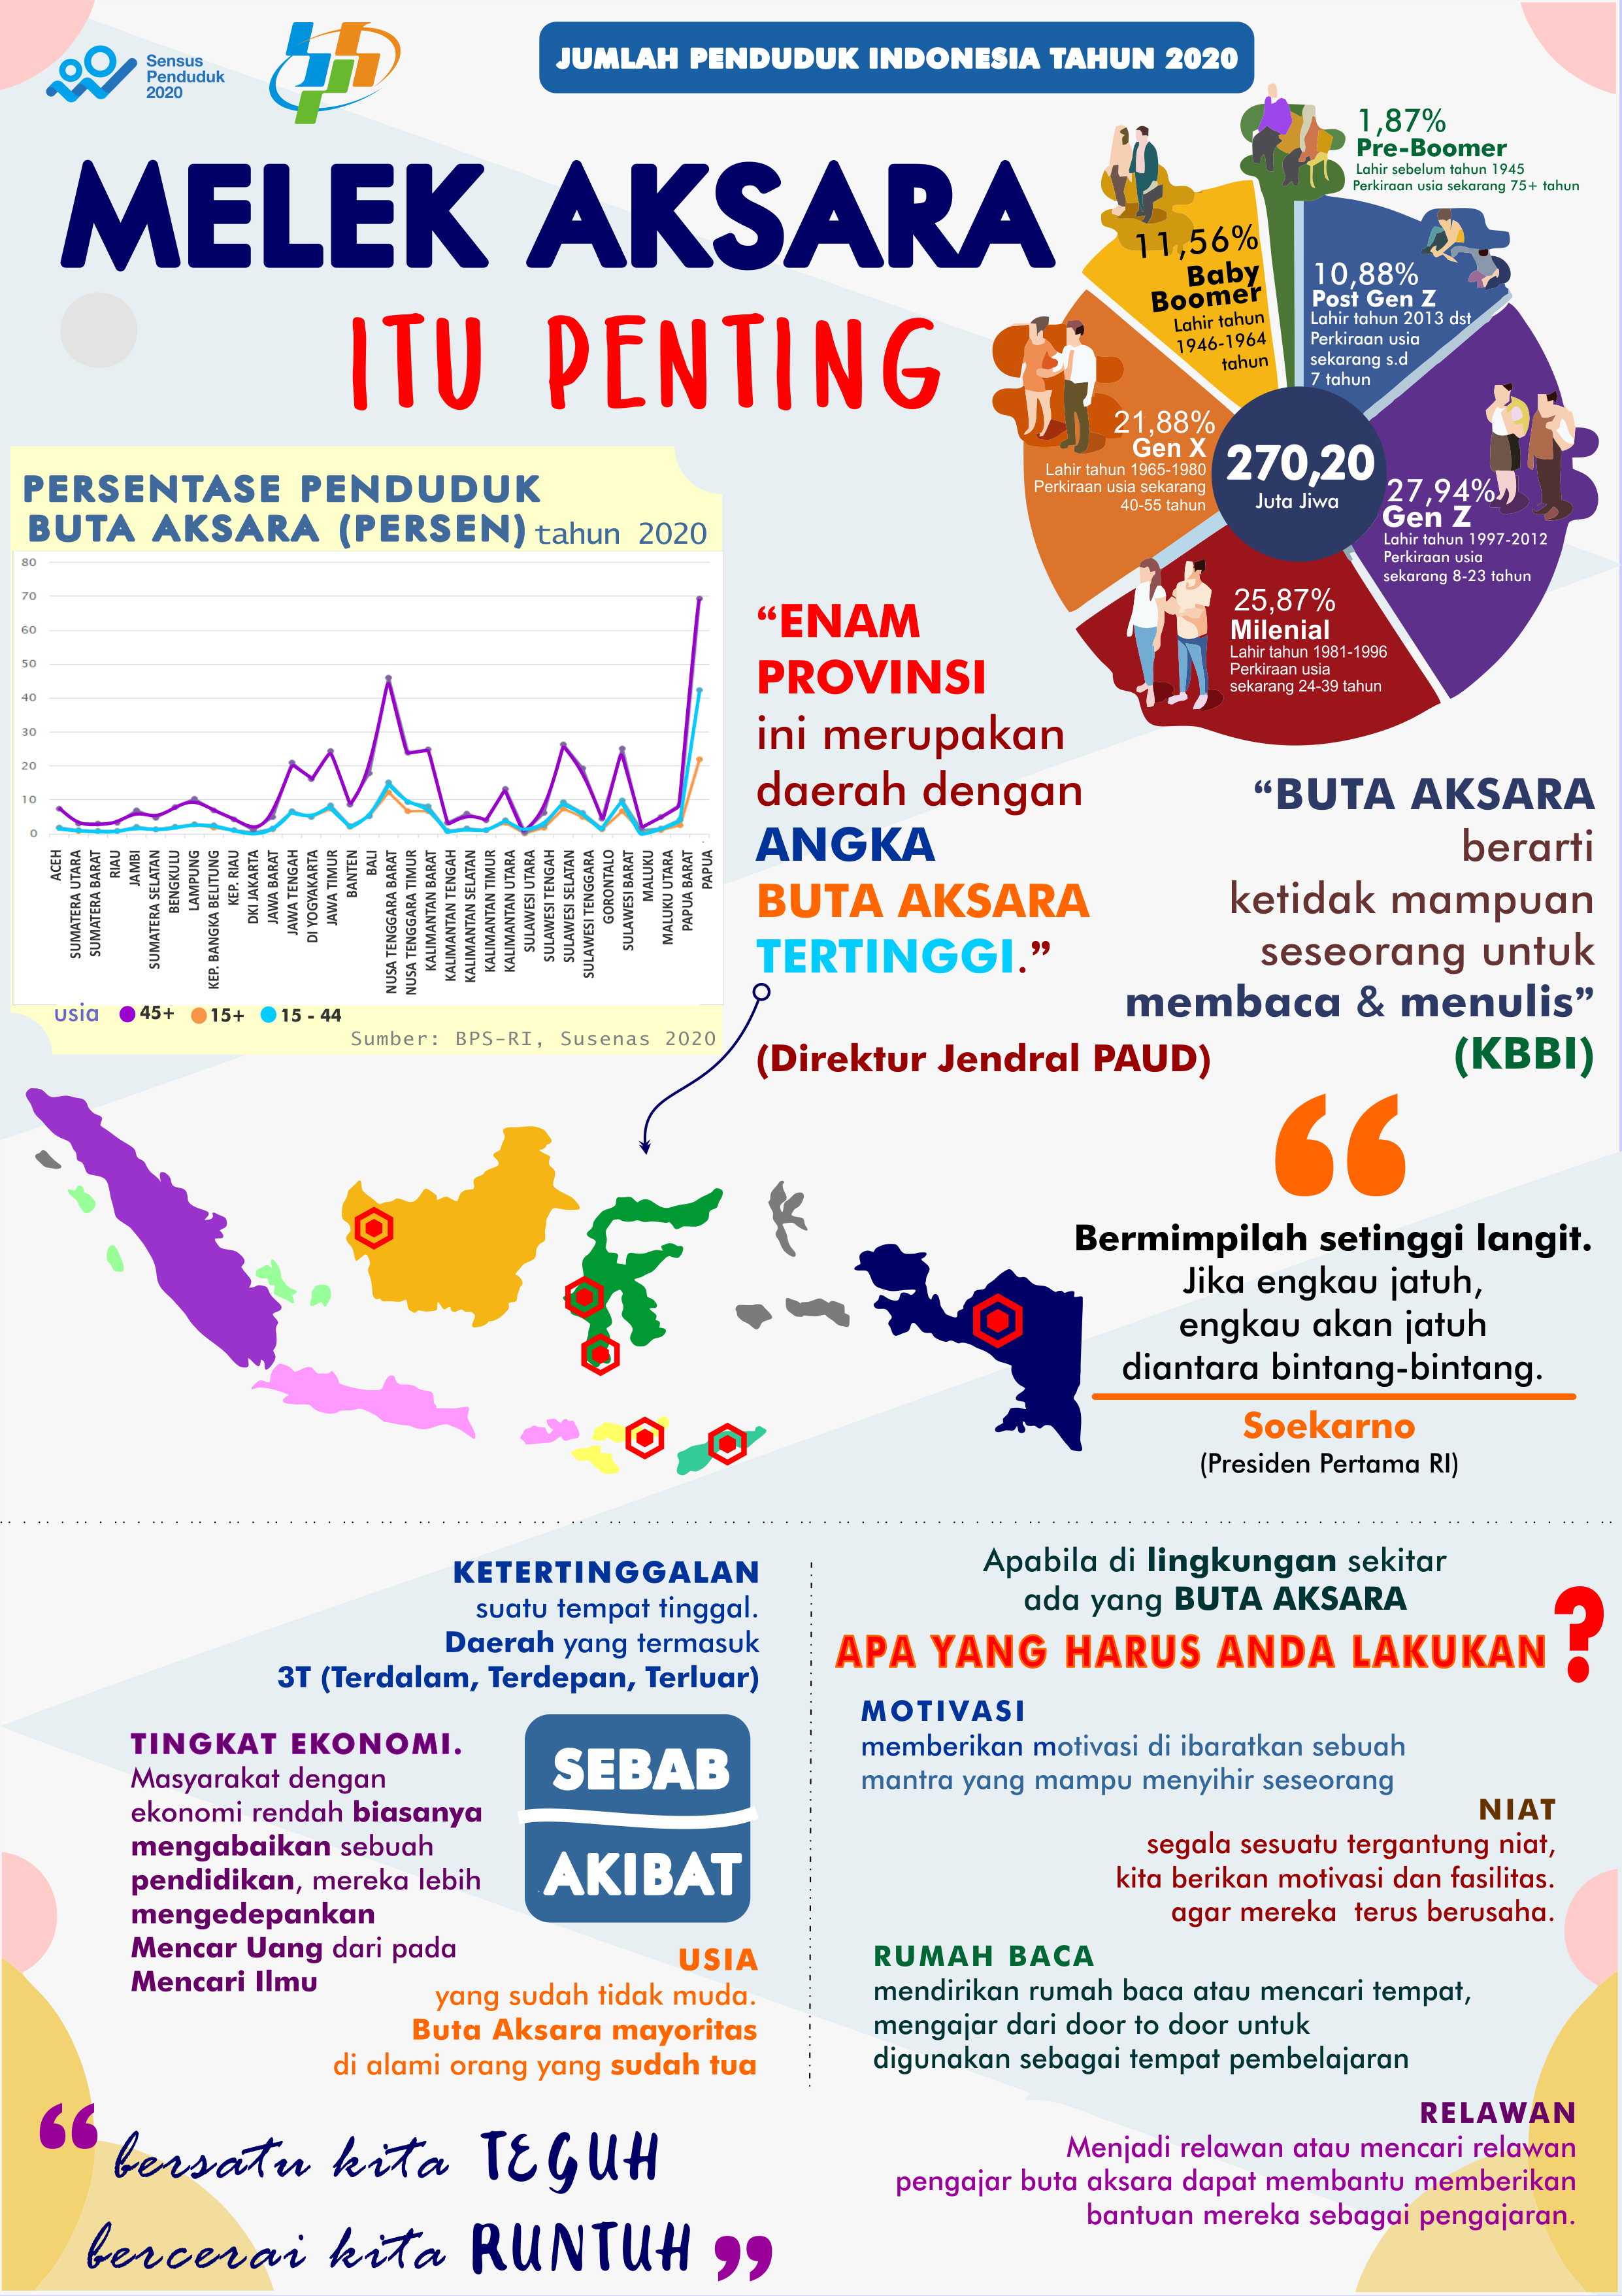 Sensus
Penduduk
2020
JUMLAH PENDUDUK INDONESIA TAHUN 2020
MELEK AKSARA
ITU PENTING
1,87%
Pre-Boomer
Lahir sebelum tahun 1945
Perkiraan usia sekarang 75+ tahun
11,56%
Baby
Boomer
Lahir tahun
1946-1964
tahun
10,88%
Post Gen Z
Lahir tahun 2013 dst
Perkiraan usia
sekarang s.d
7 tahun
21,88%
Gen X
Lahir tahun 1965-1980
Perkiraan usia sekarang
40-55 tahun
270,20
Juta Jiwa
27,94%
Gen Z
Lahir tahun 1997-2012
Perkiraan usia
sekarang 8-23 tahun
25,87%
Milenial
Lahir tahun 1981-1996
Perkiraan usia
sekarang 24-39 tahun
PERSENTASE PENDUDUK
BUTA AKSARA (PERSEN) tahun 2020
80
70
60
50
40
30
20
10
0
ACEH
SUMATERA UTARA
SUMATERA BARAT
RIAU
JAMBI
SUMATERA SELATAN
BENGKULU
LAMPUNG
KEP. BANGKA BELITUNG
KEP. RIAU
DKI JAKARTA
JAWA BARAT
JAWA TENGAH
DI YOGYAKARTA
JAWA TIMUR
BANTEN
BALI
NUSA TENGGARA BARAT
NUSA TENGGARA TIMUR
KALIMANTAN BARAT
KALIMANTAN TENGAH
KALIMANTAN SELATAN
KALIMANTAN TIMUR
KALIMANTAN UTARA
SULAWESI UTARA
SULAWESI TENGAH
SULAWESI SELATAN
SULAWESI TENGGARA
GORONTALO
SULAWESI BARAT
MALUKU
MALUKU UTARA
PAPUA BARAT
PAPUA
usia 45+ 15+ 15 - 44
Sumber: BPS-RI, Susenas 2020
“ENAM
PROVINSI
ini merupakan
daerah dengan
ANGKA
BUTA AKSARA
TERTINGGI.”
(Direktur Jendral PAUD)
“BUTA AKSARA
berarti
ketidak mampuan
seseorang untuk
membaca & menulis”
(KBBI)
“
Bermimpilah setinggi langit.
Jika engkau jatuh,
engkau akan jatuh
diantara bintang-bintang.
Soekarno
(Presiden Pertama RI)
KETERTINGGALAN
suatu tempat tinggal.
Daerah yang termasuk
3T (Terdalam, Terdepan, Terluar)
TINGKAT EKONOMI.
Masyarakat dengan
ekonomi rendah biasanya
mengabaikan sebuah
pendidikan, mereka lebih
mengedepankan
Mencar Uang dari pada
Mencari Ilmu
SEBAB
AKIBAT
USIA
yang sudah tidak muda.
Buta Aksara mayoritas
di alami orang yang sudah tua
“bersatu kita TEGUH
bercerai kita RUNTUH”
Apabila di lingkungan sekitar
ada yang BUTA AKSARA
APA YANG HARUS ANDA LAKUKAN?
MOTIVASI
memberikan motivasi di ibaratkan sebuah
mantra yang mampu menyihir seseorang
NIAT
segala sesuatu tergantung niat,
kita berikan motivasi dan fasilitas.
agar mereka terus berusaha.
RUMAH BACA
mendirikan rumah baca atau mencari tempat,
mengajar dari door to door untuk
digunakan sebagai tempat pembelajaran
RELAWAN
Menjadi relawan atau mencari relawan
pengajar buta aksara dapat membantu memberikan
bantuan mereka sebagai pengajaran.